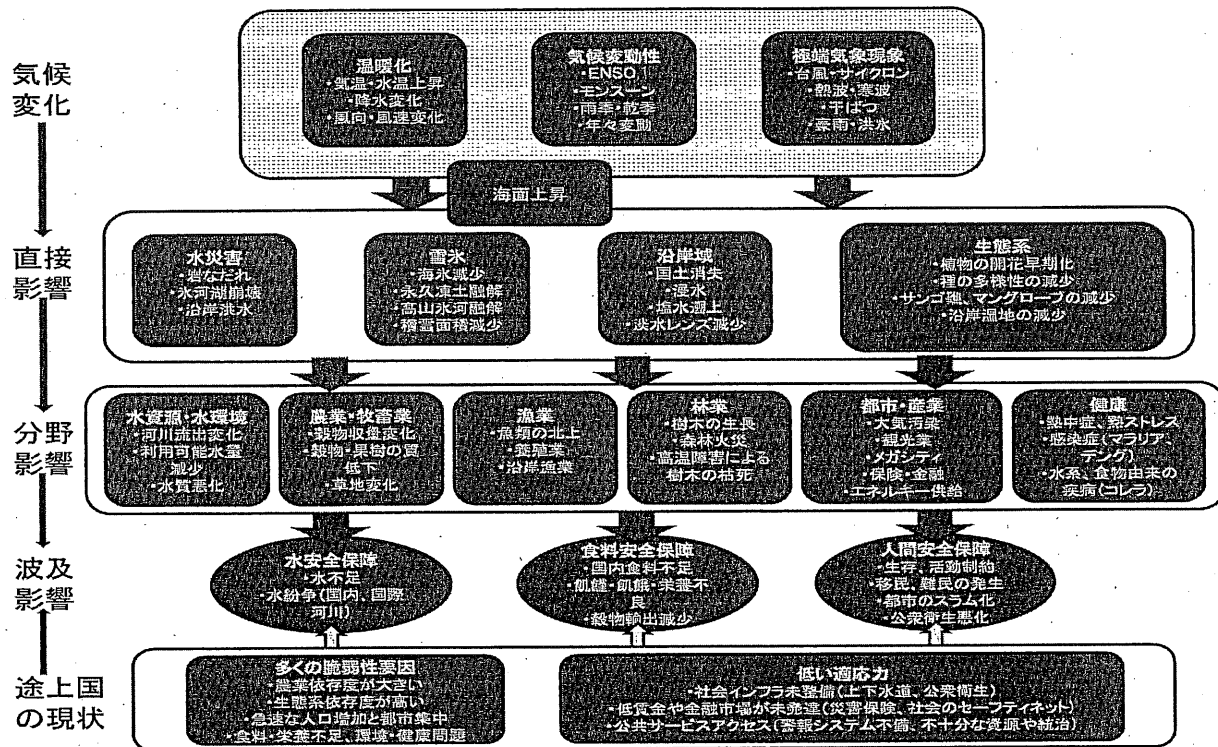 気候
変化
温暖化
・気温・水温上昇
・降水変化
・風向・風速変化
気候変動性
・ENSO
・モンスーン
・雨季・乾季
・年々変動
極端気象現象
・台風・サイクロン
・熱波・寒波
・干ばつ
・豪雨・洪水
海面上昇
直接
影響
水災害
・岩なだれ
・氷河湖崩壊
・沿岸洪水
雪氷
・海氷減少
・永久凍土融解
・高山氷河融解
・積雪面積減少
沿岸域
・国土消失
・浸水
・塩水遡上
・淡水レンズ減少
生態系
・植物の開花早期化
・種の多様性の減少
・サンゴ礁、マングローブの減少
・沿岸湿地の減少
分野
影響
水資源・水環境
・河川流出変化
・利用可能水量
減少
・水質悪化
農業・牧畜業
・穀物収量変化
・穀物・果樹の質
低下
・草地変化
漁業
・魚類の北上
・養殖業
・沿岸漁業
林業
・樹木の生長
・森林火災
・高温障害による
樹木の枯死
都市・産業
・大気汚染
・観光業
・メガシティ
・保険・金融
・エネルギー供給
健康
・熱中症、熱ストレス
・感染症(マラリア、
デング)
・水系、食物由来の
疾病(コレラ)
波及
影響
水安全保障
・水不足
・水紛争(国内、国際
河川)
食料安全保障
・国内食料不足
・飢饉・飢餓・栄養不
良
・穀物輸出減少
人間安全保障
・生存、活動制約
・移民、難民の発生
・都市のスラム化
・公衆衛生悪化
途上国
の現状
多くの脆弱性要因
・農業依存度が大きい
・生態系依存度が高い
・急速な人口増加と都市集中
・食料・栄養不足、環境・健康問題
低い適応力
・社会インフラ未整備(上下水道、公衆衛生)
・低賃金や金融市場が未発達(災害保険、社会のセーフティネット)
・公共サービスアクセス(警報システム不備、不十分な資源や統治)